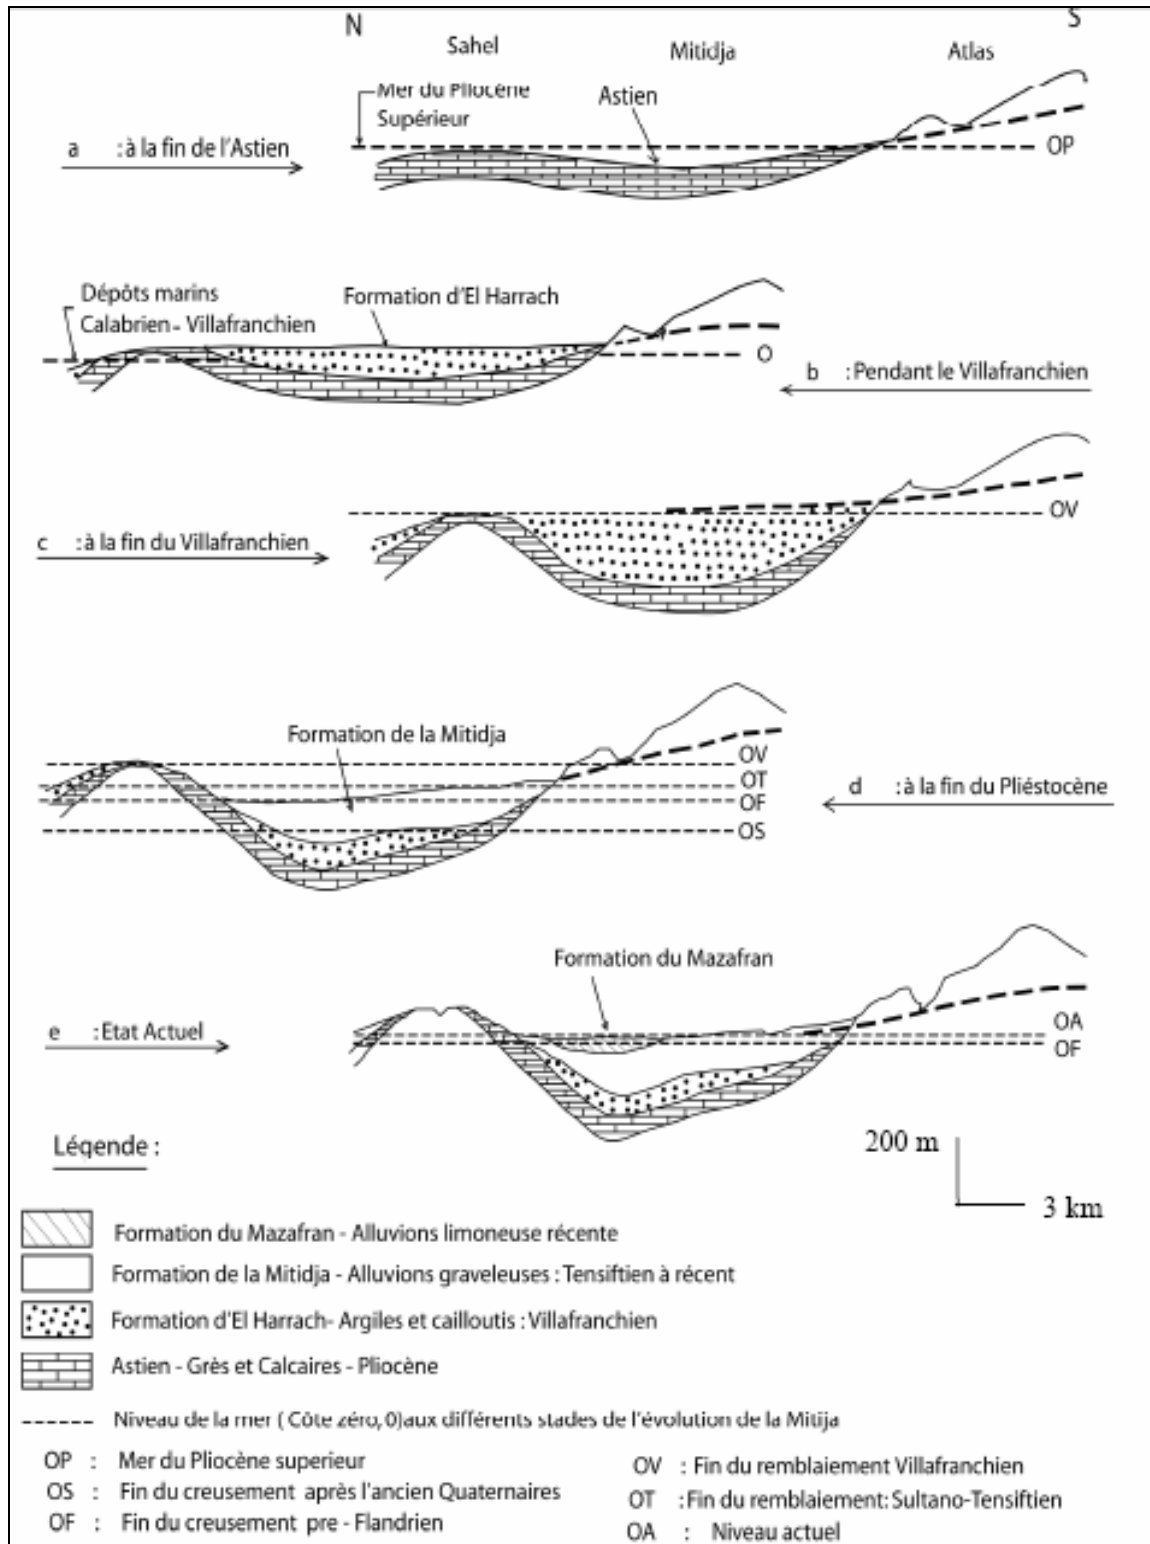 N S
Sahel Mitidja Atlas
Mer du Pliocène
Supérieur
Astien
a : à la fin de l'Astien
OP
Dépôts marins
Calabrien - Villafranchien
Formation d'El Harrach
O
b : Pendant le Villafranchien
c : à la fin du Villafranchien
OV
Formation de la Mitidja
OV
OT
OF
OS
d : à la fin du Pliéstocène
Formation du Mazafran
e : Etat Actuel
OA
OF
Légende :
200 m
3 km
Formation du Mazafran - Alluvions limoneuse récente
Formation de la Mitidja - Alluvions graveleuses : Tensiftien à récent
Formation d'El Harrach- Argiles et cailloutis : Villafranchien
Astien - Grès et Calcaires - Pliocène
Niveau de la mer ( Côte zéro, 0)aux différents stades de l'évolution de la Mitija
OP : Mer du Pliocène superieur
OS : Fin du creusement après l'ancien Quaternaires
OF : Fin du creusement pre - Flandrien
OV : Fin du remblaiement Villafranchien
OT : Fin du remblaiement: Sultano-Tensiftien
OA : Niveau actuel